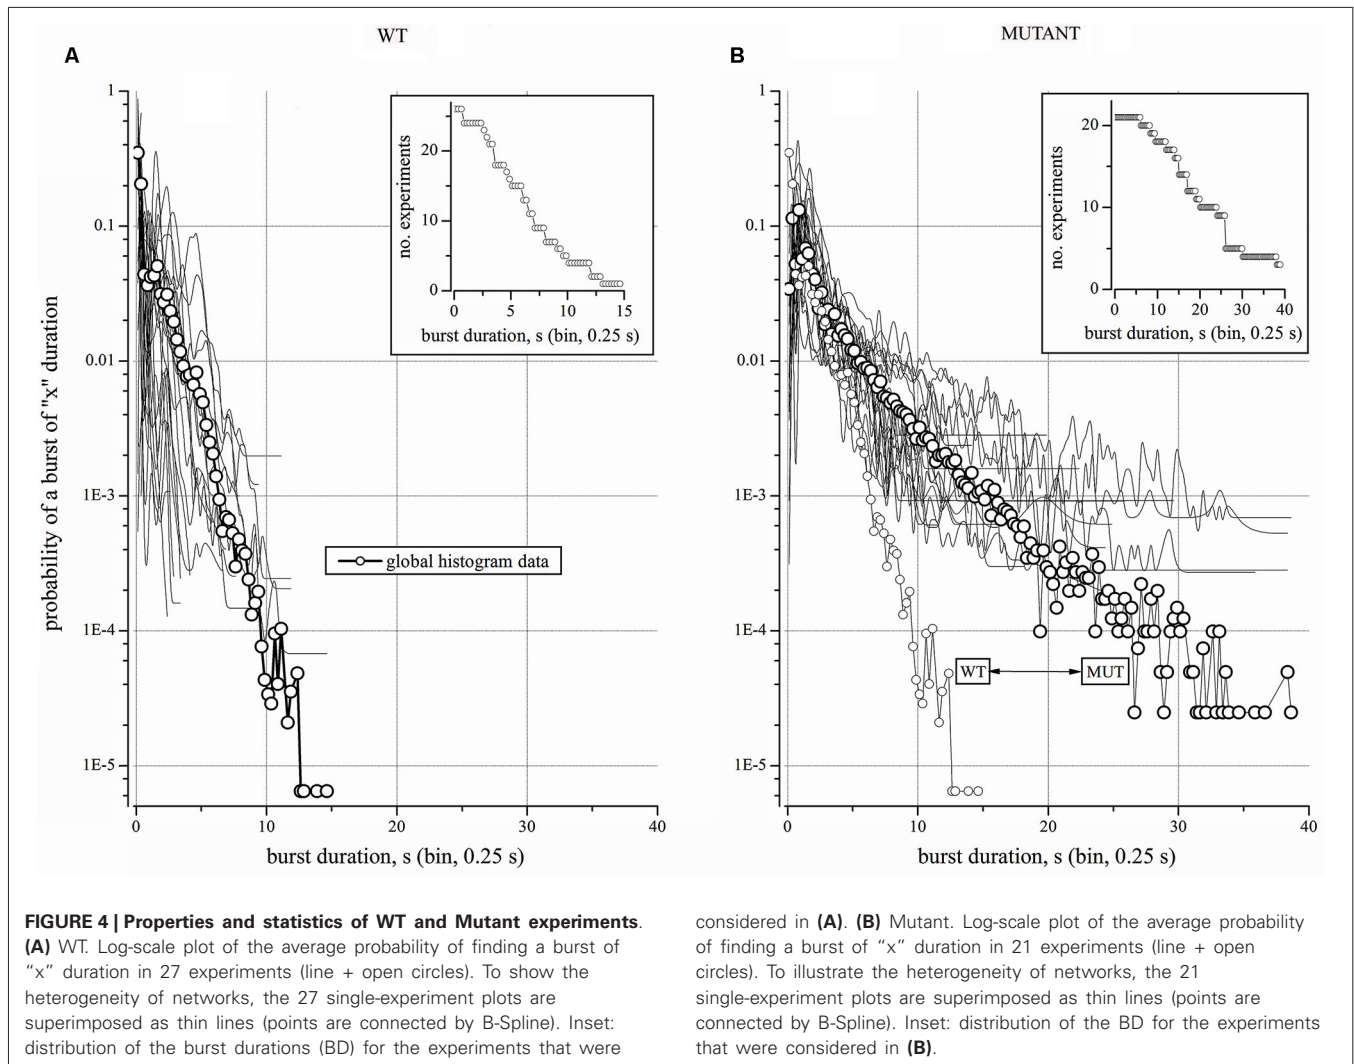 WT
A
1
0.1
0.01
1E-3
1E-4
1E-5
probability of a burst of "x" duration
0 10 20 30 40
burst duration, s (bin, 0.25 s)
20
10
0
no. experiments
0 5 10 15
burst duration, s (bin, 0.25 s)
global histogram data
MUTANT
B
1
0.1
0.01
1E-3
1E-4
1E-5
0 10 20 30 40
burst duration, s (bin, 0.25 s)
20
10
0
no. experiments
0 10 20 30 40
burst duration, s (bin, 0.25 s)
WT MUT
FIGURE 4 | Properties and statistics of WT and Mutant experiments.
(A) WT. Log-scale plot of the average probability of finding a burst of
“x” duration in 27 experiments (line + open circles). To show the
heterogeneity of networks, the 27 single-experiment plots are
superimposed as thin lines (points are connected by B-Spline). Inset:
distribution of the burst durations (BD) for the experiments that were
considered in (A). (B) Mutant. Log-scale plot of the average probability
of finding a burst of “x” duration in 21 experiments (line + open
circles). To illustrate the heterogeneity of networks, the 21
single-experiment plots are superimposed as thin lines (points are
connected by B-Spline). Inset: distribution of the BD for the experiments
that were considered in (B).